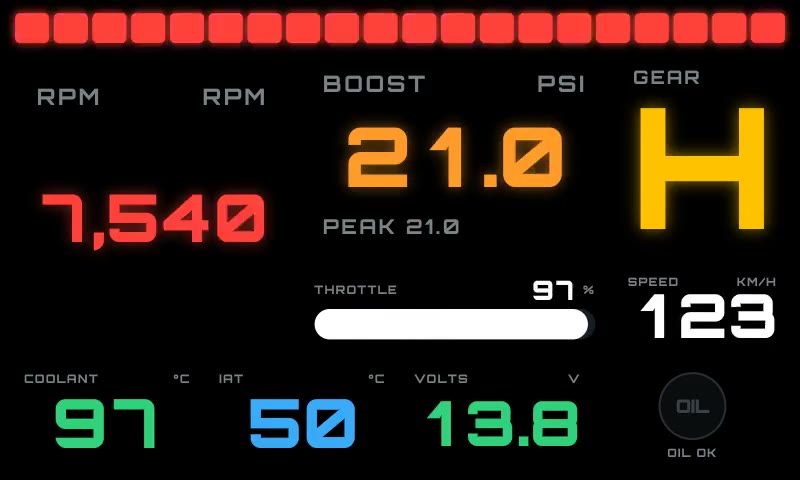 RPM RPM
7,540
BOOST PSI
21.0
PEAK 21.0
GEAR
H
THROTTLE 97 %
SPEED KM/H
123
COOLANT °C
97
IAT °C
50
VOLTS V
13.8
OIL
OIL OK